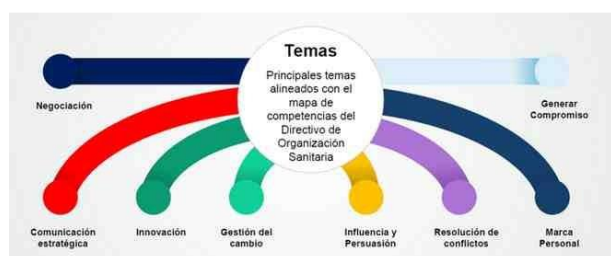 Temas
Principales temas
alineados con el
mapa de
competencias del
Directivo de
Organización
Sanitaria
Negociación
Generar
Compromiso
Comunicación
estratégica
Innovación
Gestión del
cambio
Influencia y
Persuasión
Resolución de
conflictos
Marca
Personal